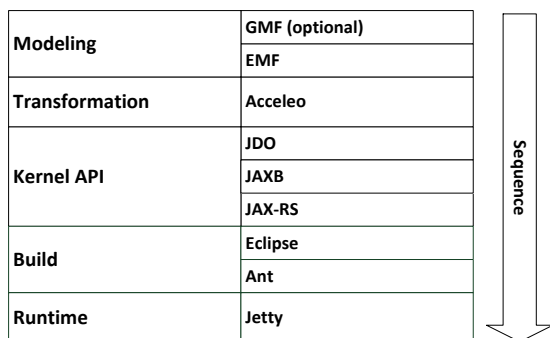 Modeling
GMF (optional)
EMF
Transformation
Acceleo
Kernel API
JDO
JAXB
JAX-RS
Build
Eclipse
Ant
Runtime
Jetty
Sequence